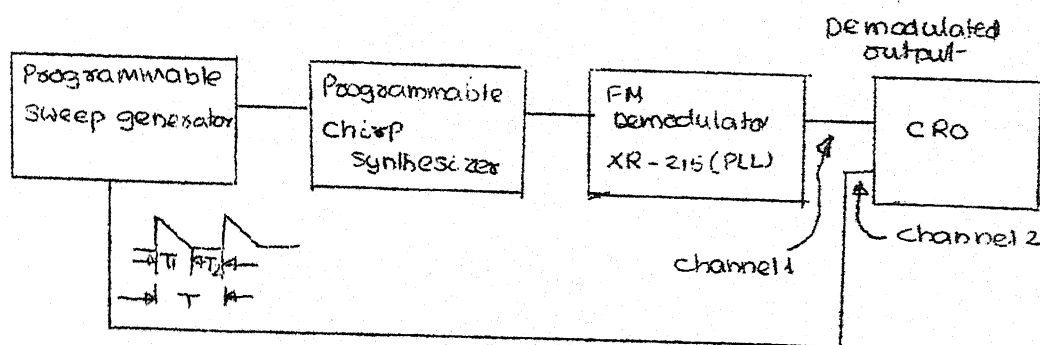 Demodulated
output
Programmable
Sweep generator
Programmable
Chirp
Synthesizer
FM
Demodulator
XR-215 (PLL)
CRO
Channel 2
Channel 1
T1
T2
T